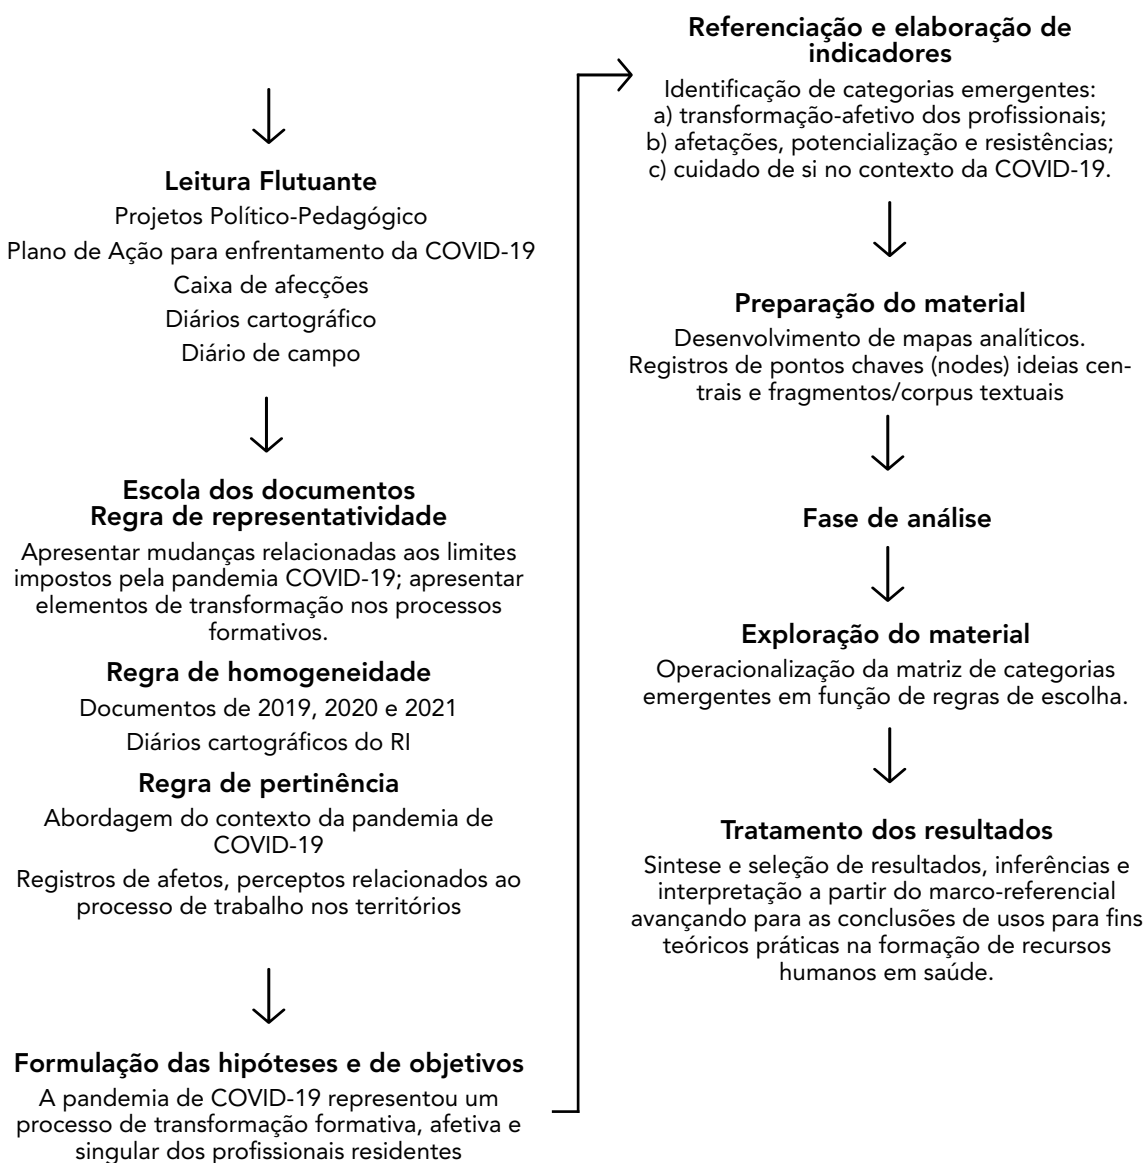 Leitura Flutuante
Projetos Político-Pedagógico
Plano de Ação para enfrentamento da COVID-19
Caixa de afecções
Diários cartográfico
Diário de campo
Escola dos documentos
Regra de representatividade
Apresentar mudanças relacionadas aos limites
impostos pela pandemia COVID-19; apresentar
elementos de transformação nos processos
formativos.
Regra de homogeneidade
Documentos de 2019, 2020 e 2021
Diários cartográficos do RI
Regra de pertinência
Abordagem do contexto da pandemia de
COVID-19
Registros de afetos, perceptos relacionados ao
processo de trabalho nos territórios
Formulação das hipóteses e de objetivos
A pandemia de COVID-19 representou um
processo de transformação formativa, afetiva e
singular dos profissionais residentes
Referenciação e elaboração de
indicadores
Identificação de categorias emergentes:
a) transformação-afetivo dos profissionais;
b) afetações, potencialização e resistências;
c) cuidado de si no contexto da COVID-19.
Preparação do material
Desenvolvimento de mapas analíticos.
Registros de pontos chaves (nodes) ideias cen-
trais e fragmentos/corpus textuais
Fase de análise
Exploração do material
Operacionalização da matriz de categorias
emergentes em função de regras de escolha.
Tratamento dos resultados
Sintese e seleção de resultados, inferências e
interpretação a partir do marco-referencial
avançando para as conclusões de usos para fins
teóricos práticas na formação de recursos
humanos em saúde.